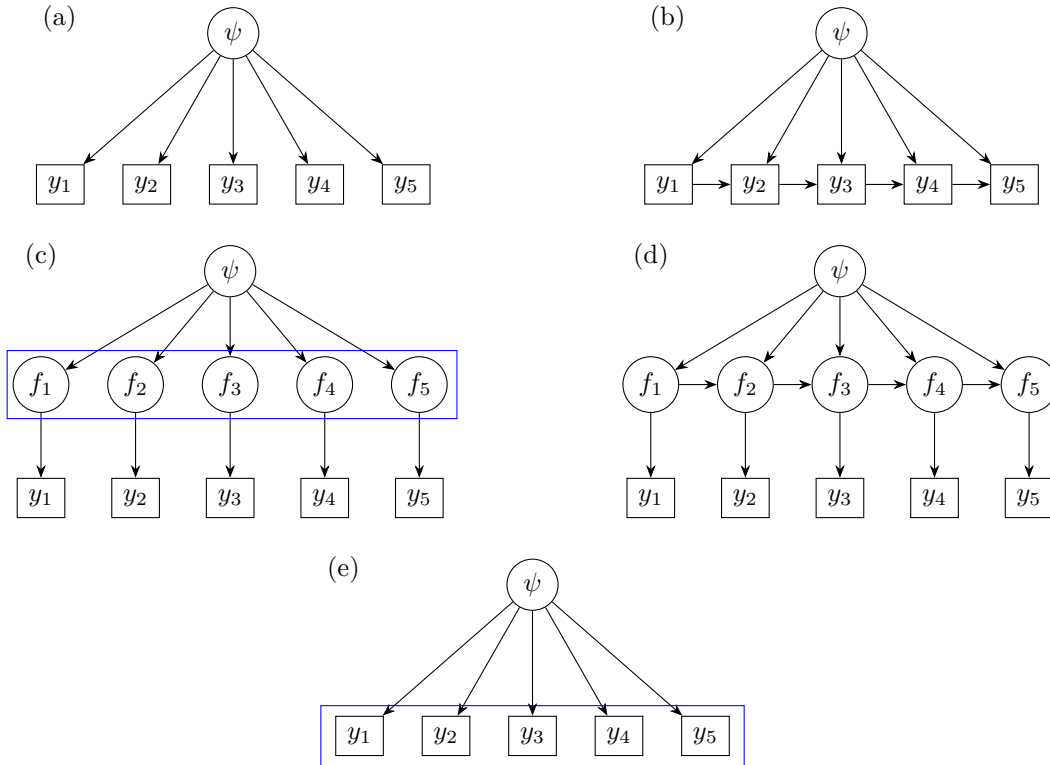 (a) ψ (b) ψ
y₁ y₂ y₃ y₄ y₅ y₁ y₂ y₃ y₄ y₅
(c) ψ (d) ψ
f₁ f₂ f₃ f₄ f₅ f₁ f₂ f₃ f₄ f₅
y₁ y₂ y₃ y₄ y₅ y₁ y₂ y₃ y₄ y₅
(e) ψ
y₁ y₂ y₃ y₄ y₅